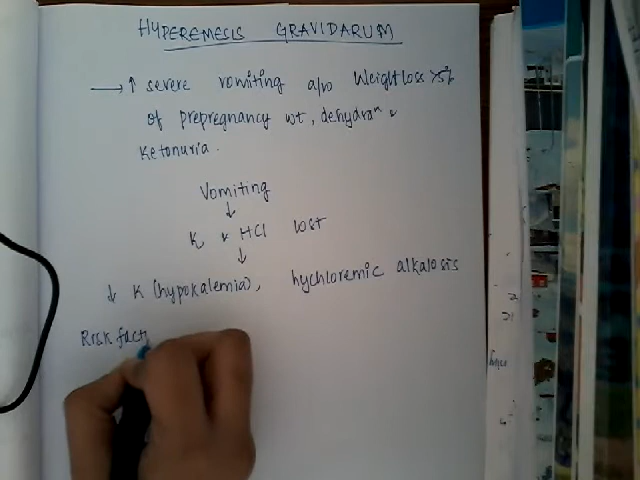 HYPEREMESIS GRAVIDARUM
→ ↑ severe vomiting a/w Weight loss >5%
of prepregnancy wt, dehydraⁿ &
ketonuria.
Vomiting
↓
K & HCl lost
↓
↓ K (hypokalemia), hychloremic alkalosis
Risk fact